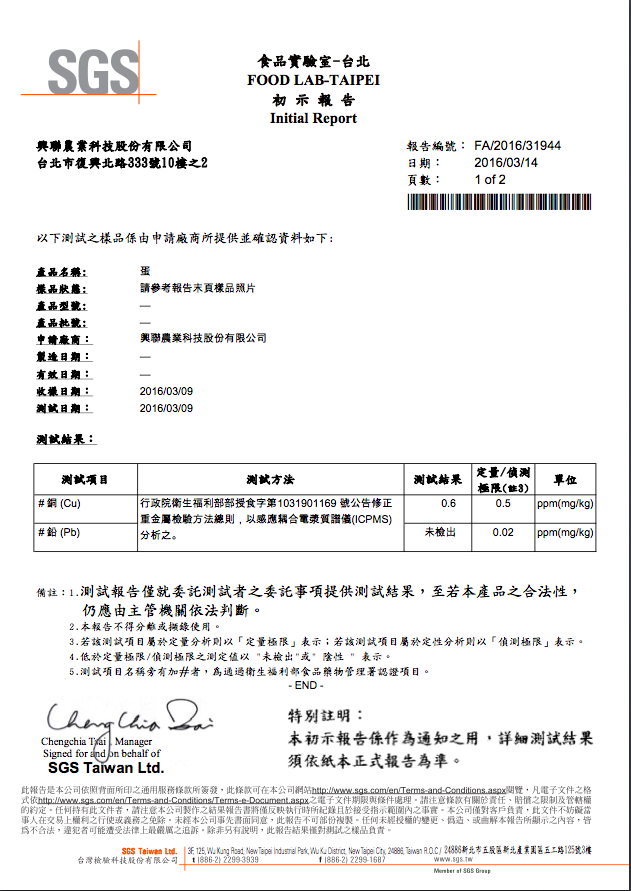 SGS
食品實驗室-台北
FOOD LAB-TAIPEI
初 示 報 告
Initial Report
興聯農業科技股份有限公司
台北市復興北路333號10樓之2
報告編號： FA/2016/31944
日期： 2016/03/14
頁數： 1 of 2
以下測試之樣品係由申請廠商所提供並確認資料如下:
產品名稱: 蛋
樣品狀態: 請參考報告末頁樣品照片
產品型號: —
產品批號: —
申請廠商： 興聯農業科技股份有限公司
製造日期： —
有效日期： —
收樣日期： 2016/03/09
測試日期： 2016/03/09
測試結果：
測試項目 測試方法 測試結果 定量/偵測極限(註3) 單位
# 銅 (Cu) 行政院衛生福利部部授食字第1031901169 號公告修正重金屬檢驗方法總則，以感應耦合電漿質譜儀(ICPMS)分析之。 0.6 0.5 ppm(mg/kg)
# 鉛 (Pb) 未檢出 0.02 ppm(mg/kg)
備註：1.測試報告僅就委託測試者之委託事項提供測試結果，至若本產品之合法性，
仍應由主管機關依法判斷。
2.本報告不得分離或擷錄使用。
3.若該測試項目屬於定量分析則以「定量極限」表示；若該測試項目屬於定性分析則以「偵測極限」表示。
4.低於定量極限/偵測極限之測定值以 "未檢出"或" 陰性 " 表示。
5.測試項目名稱旁有加#者，為通過衛生福利部食品藥物管理署認證項目。
- END -
Chengchia Tsai
Chengchia Tsai , Manager
Signed for and on behalf of
SGS Taiwan Ltd.
特別註明：
本初示報告係作為通知之用，詳細測試結果
須依紙本正式報告為準。
此報告是本公司依照背面所印之通用服務條款所簽發，此條款可在本公司網站http://www.sgs.com/en/Terms-and-Conditions.aspx閱覽，凡電子文件之格
式依http://www.sgs.com/en/Terms-and-Conditions/Terms-e-Document.aspx之電子文件期限與條件處理。請注意條款有關於責任、賠償之限制及管轄權
的約定。任何持有此文件者，請注意本公司製作之結果報告書將僅反映執行時所紀錄且於接受指示範圍內之事實。本公司僅對客戶負責，此文件不妨礙當
事人在交易上權利之行使或義務之免除。未經本公司事先書面同意，此報告不可部份複製。任何未經授權的變更、偽造、或曲解本報告所顯示之內容，皆
為不合法，違犯者可能遭受法律上最嚴厲之追訴。除非另有說明，此報告結果僅對測試之樣品負責。
SGS Taiwan Ltd. 3F, 125, Wu Kung Road, New Taipei Industrial Park, Wu Ku District, New Taipei City, 24886, Taiwan R.O.C./ 24886新北市五股區新北產業園區五工路125號3樓
台灣檢驗科技股份有限公司 t (886-2) 2299-3939 f (886-2) 2299-1687 www.sgs.tw
Member of SGS Group